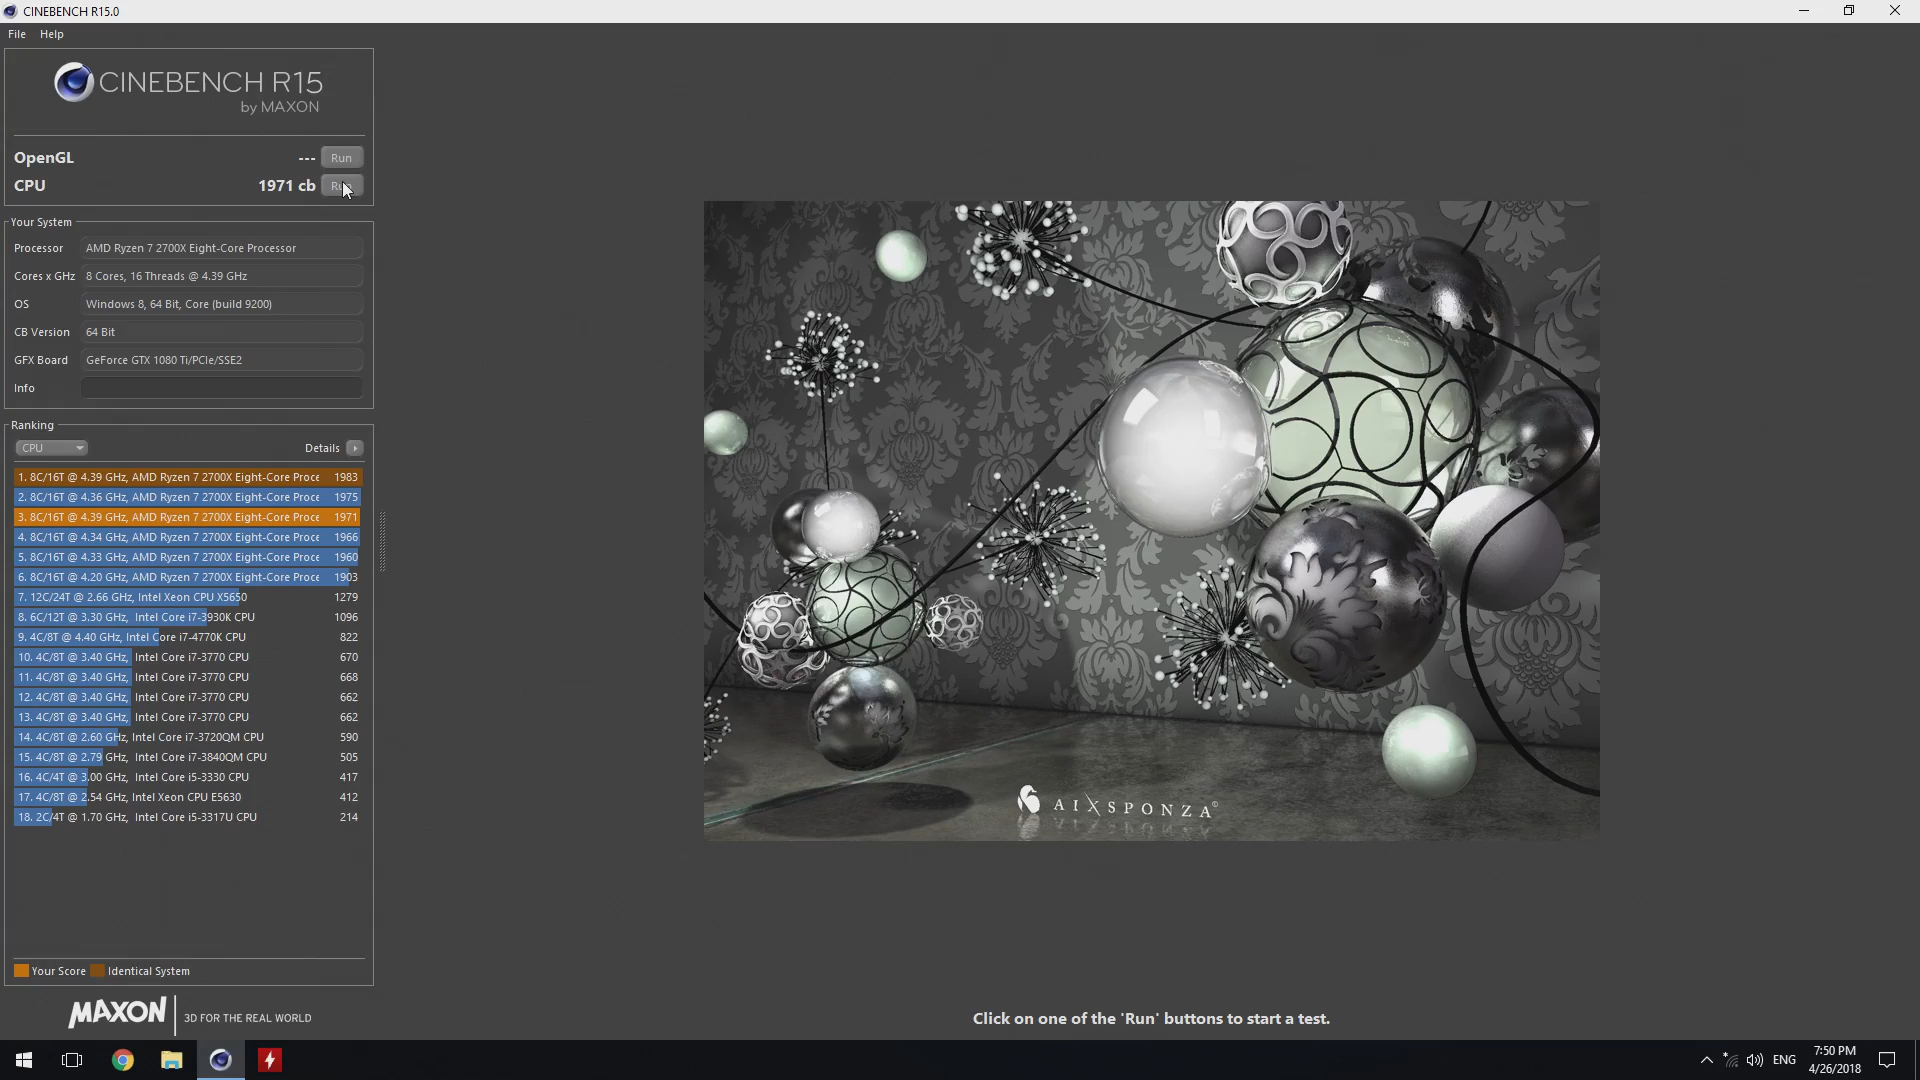 CINEBENCH R15.0
File Help
CINEBENCH R15
by MAXON
OpenGL --- Run
CPU 1971 cb
Your System
Processor AMD Ryzen 7 2700X Eight-Core Processor
Cores x GHz 8 Cores, 16 Threads @ 4.39 GHz
OS Windows 8, 64 Bit, Core (build 9200)
CB Version 64 Bit
GFX Board GeForce GTX 1080 Ti/PCIe/SSE2
Info
Ranking
CPU Details
1. 8C/16T @ 4.39 GHz, AMD Ryzen 7 2700X Eight-Core Proce 1983
2. 8C/16T @ 4.36 GHz, AMD Ryzen 7 2700X Eight-Core Proce 1975
3. 8C/16T @ 4.39 GHz, AMD Ryzen 7 2700X Eight-Core Proce 1971
4. 8C/16T @ 4.34 GHz, AMD Ryzen 7 2700X Eight-Core Proce 1966
5. 8C/16T @ 4.33 GHz, AMD Ryzen 7 2700X Eight-Core Proce 1960
6. 8C/16T @ 4.20 GHz, AMD Ryzen 7 2700X Eight-Core Proce 1903
7. 12C/24T @ 2.66 GHz, Intel Xeon CPU X5650 1279
8. 6C/12T @ 3.30 GHz, Intel Core i7-3930K CPU 1096
9. 4C/8T @ 4.40 GHz, Intel Core i7-4770K CPU 822
10. 4C/8T @ 3.40 GHz, Intel Core i7-3770 CPU 670
11. 4C/8T @ 3.40 GHz, Intel Core i7-3770 CPU 668
12. 4C/8T @ 3.40 GHz, Intel Core i7-3770 CPU 662
13. 4C/8T @ 3.40 GHz, Intel Core i7-3770 CPU 662
14. 4C/8T @ 2.60 GHz, Intel Core i7-3720QM CPU 590
15. 4C/8T @ 2.79 GHz, Intel Core i7-3840QM CPU 505
16. 4C/4T @ 3.00 GHz, Intel Core i5-3330 CPU 417
17. 4C/8T @ 2.54 GHz, Intel Xeon CPU E5630 412
18. 2C/4T @ 1.70 GHz, Intel Core i5-3317U CPU 214
Your Score Identical System
MAXON 3D FOR THE REAL WORLD
AIXSPONZA®
Click on one of the 'Run' buttons to start a test.
ENG
7:50 PM
4/26/2018